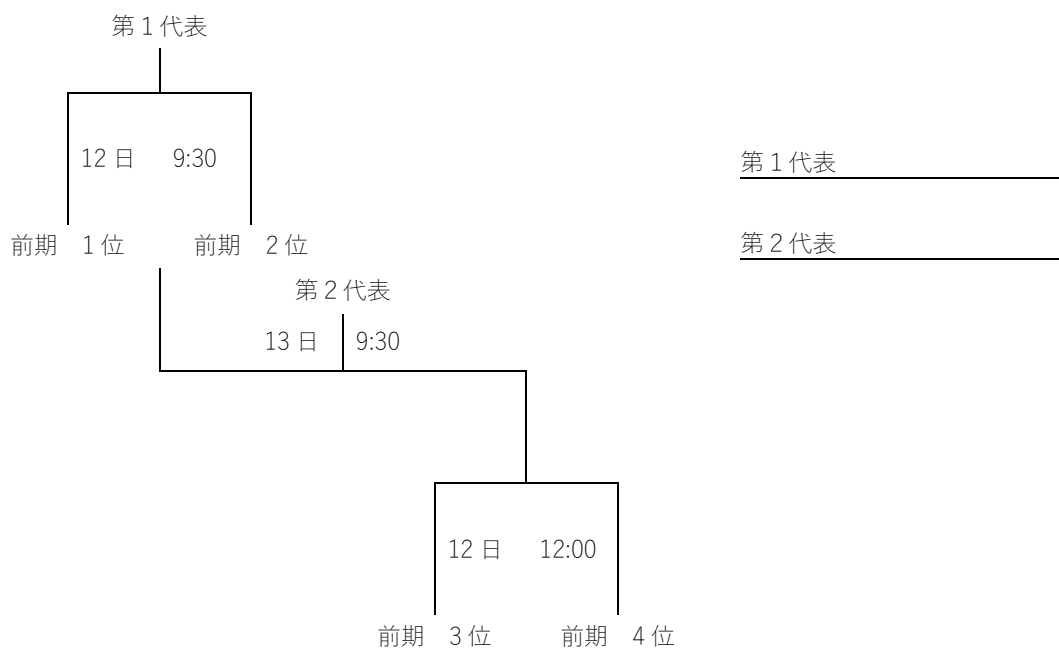 第１代表
12 日　9:30
第１代表
第２代表
前期　１位　前期　２位
第２代表
13 日　9:30
12 日　12:00
前期　３位　前期　４位